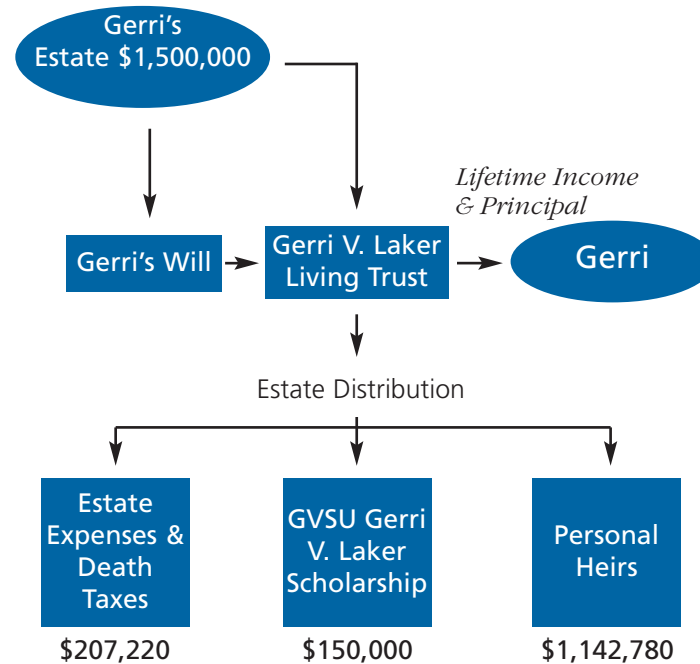 Gerri's
Estate $1,500,000
Lifetime Income
& Principal
Gerri's Will
Gerri V. Laker
Living Trust
Gerri
Estate Distribution
Estate
Expenses &
Death
Taxes
GVSU Gerri
V. Laker
Scholarship
Personal
Heirs
$207,220
$150,000
$1,142,780